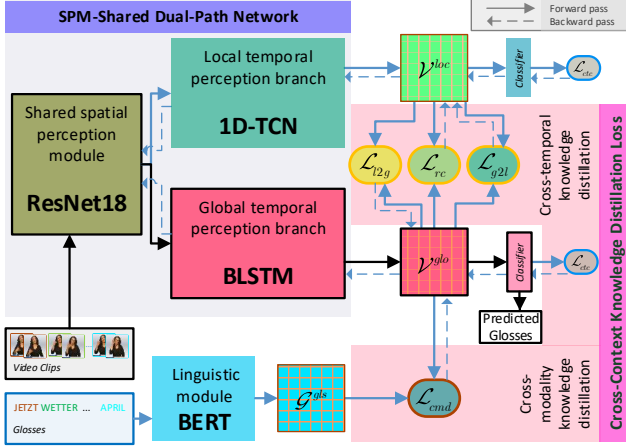 SPM-Shared Dual-Path Network
Forward pass
Backward pass
Local temporal
perception branch
1D-TCN
𝒱^loc
Classifier
ℒ_ctc
Shared spatial
perception
module
ResNet18
ℒ_l2g
ℒ_rc
ℒ_g2l
Cross-temporal
knowledge
distillation
Global temporal
perception branch
BLSTM
𝒱^glo
Classifier
ℒ_ctc
Predicted
Glosses
Video Clips
...
Linguistic
module
BERT
𝒢^gls
ℒ_cmd
Cross-
modality
knowledge
distillation
JETZT WETTER ... APRIL
Glosses
Cross-Context Knowledge Distillation Loss